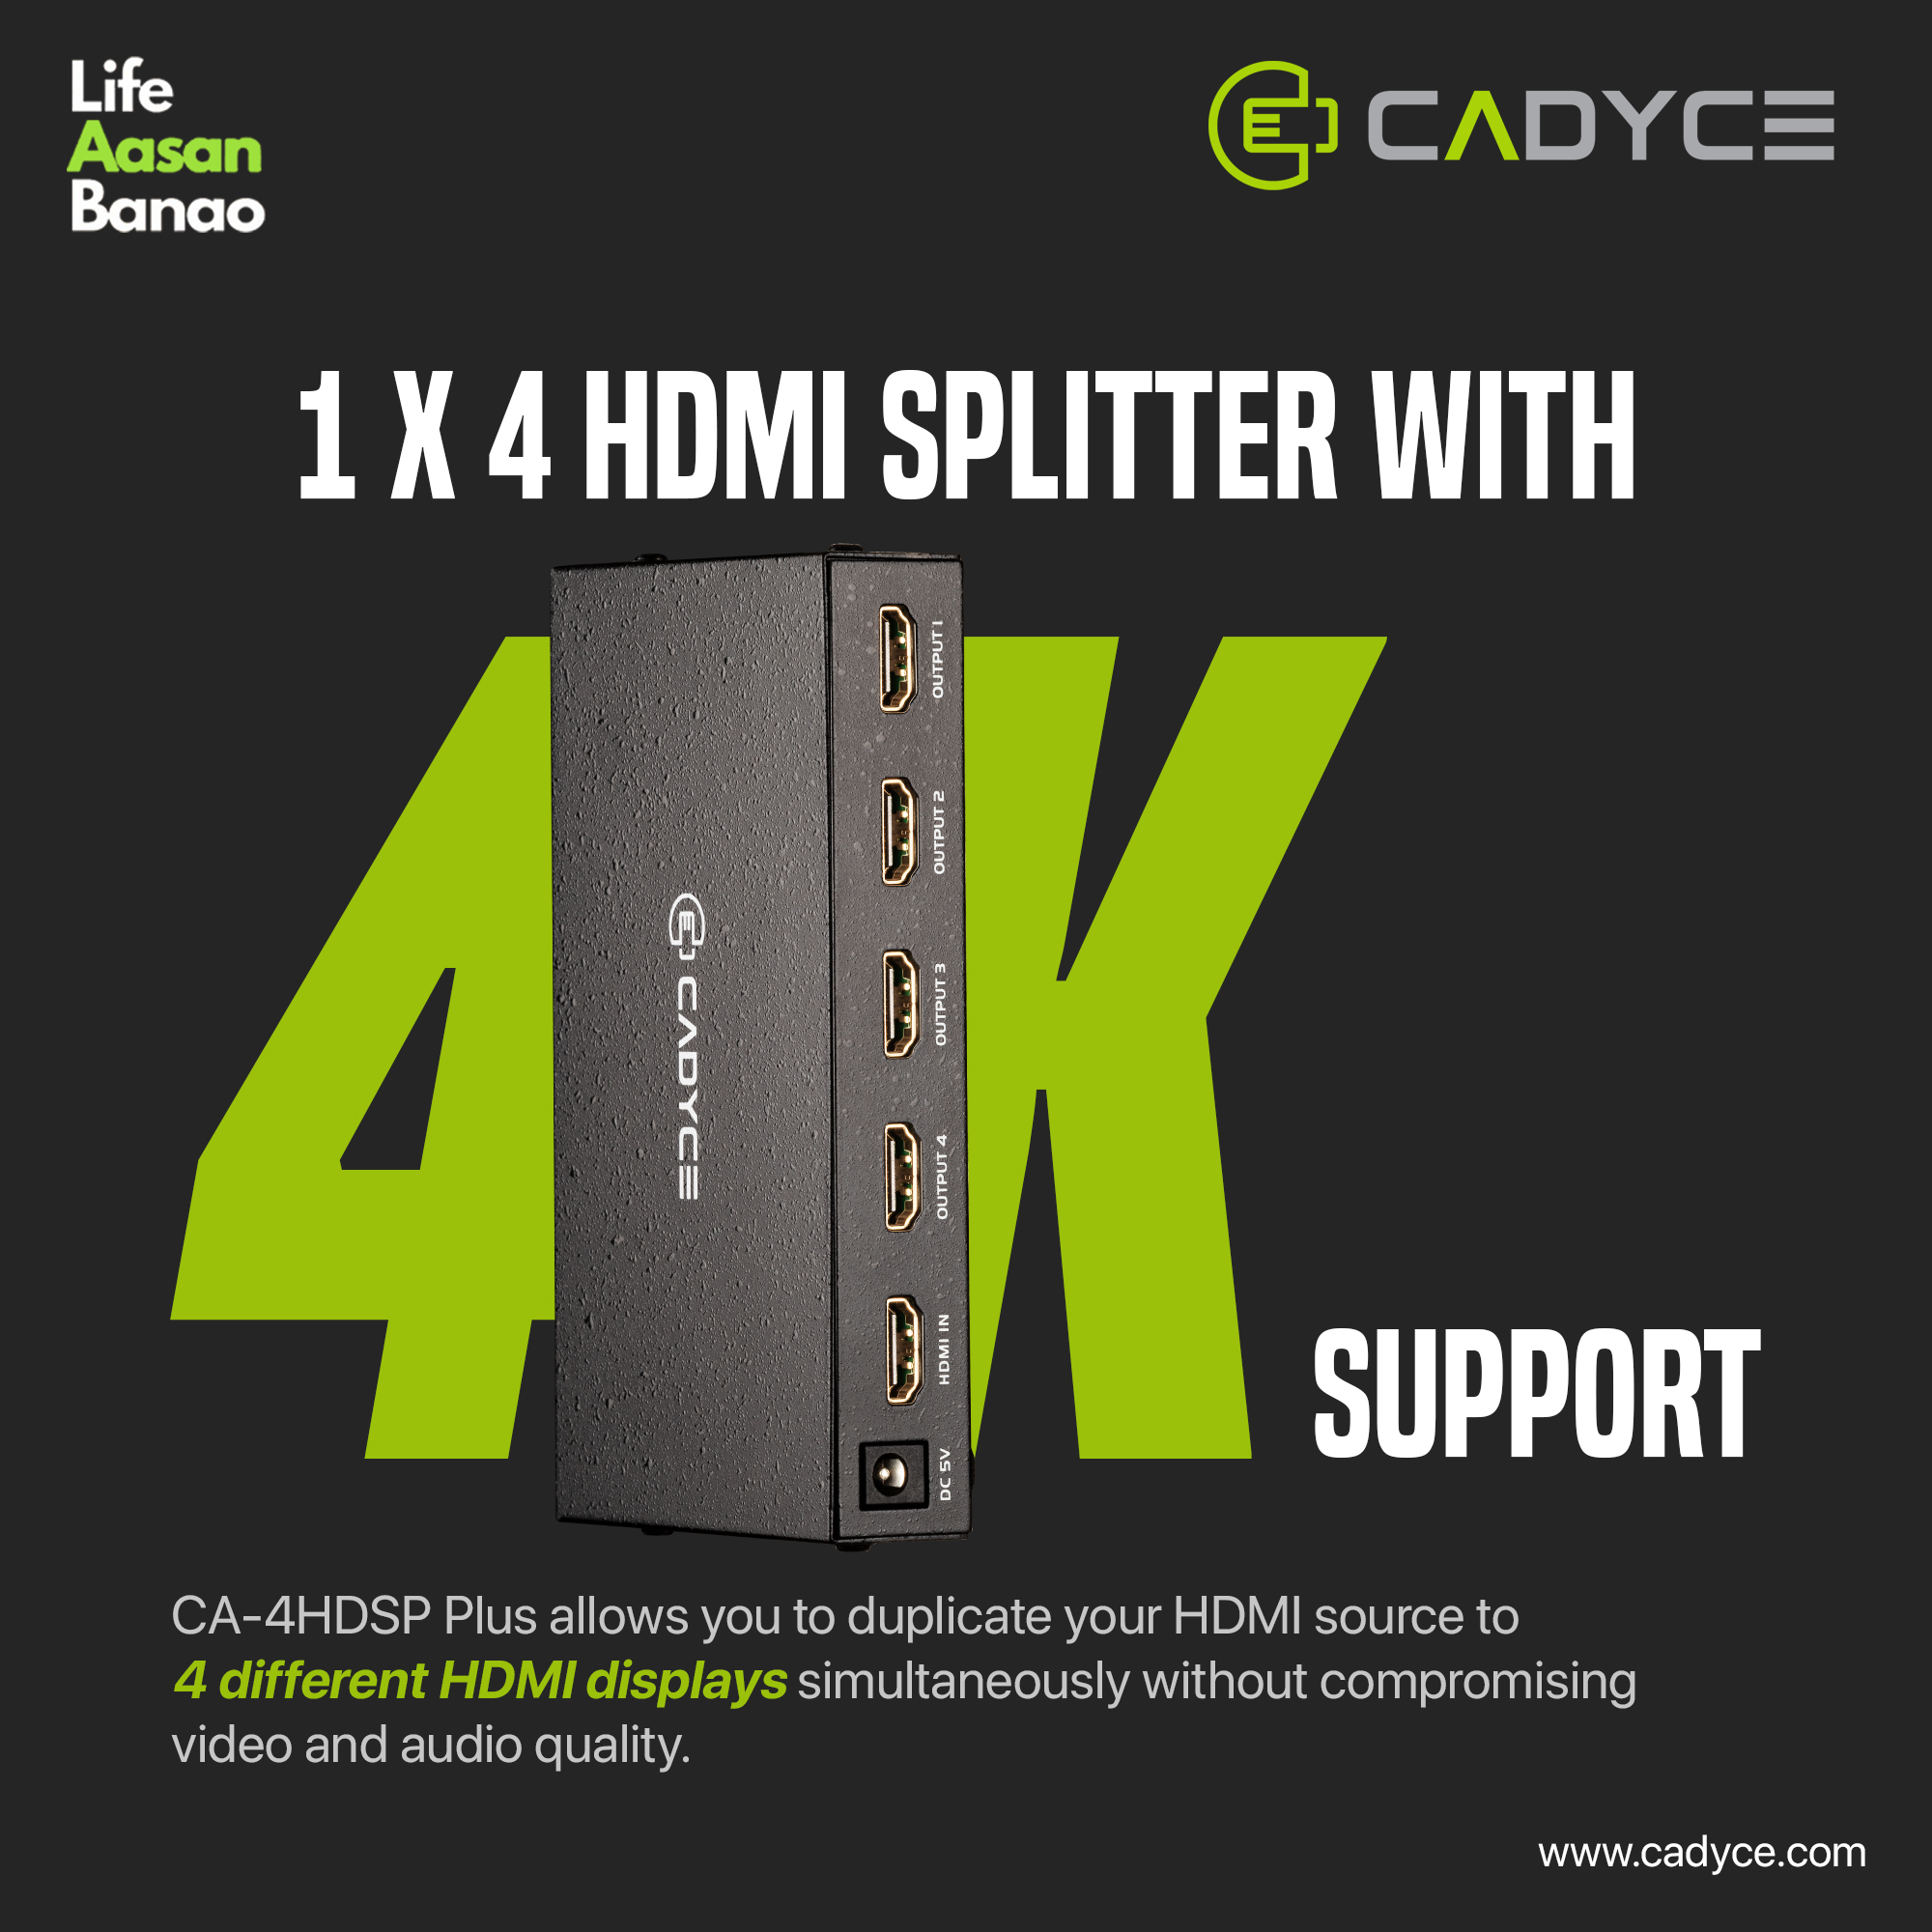 Life
Aasan
Banao
CADYCE
1 X 4 HDMI SPLITTER WITH
4K
SUPPORT
CADYCE
OUTPUT 1
OUTPUT 2
OUTPUT 3
OUTPUT 4
HDMI IN
DC 5V
CA-4HDSP Plus allows you to duplicate your HDMI source to
4 different HDMI displays simultaneously without compromising
video and audio quality.
www.cadyce.com